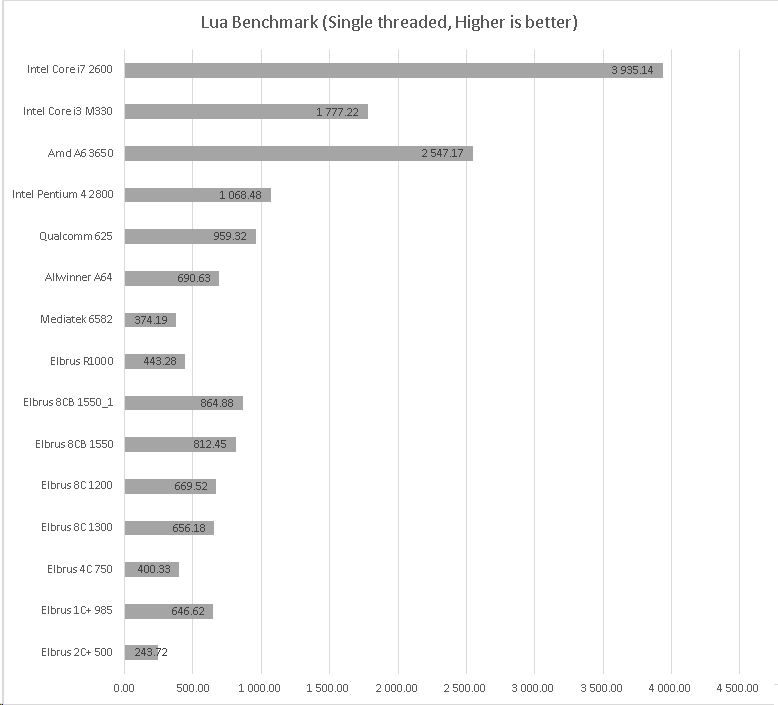 Lua Benchmark (Single threaded, Higher is better)
Intel Core i7 2600 3 935.14
Intel Core i3 M330 1 777.22
Amd A6 3650 2 547.17
Intel Pentium 4 2800 1 068.48
Qualcomm 625 959.32
Allwinner A64 690.63
Mediatek 6582 374.19
Elbrus R1000 443.28
Elbrus 8CB 1550_1 864.88
Elbrus 8CB 1550 812.45
Elbrus 8C 1200 669.52
Elbrus 8C 1300 656.18
Elbrus 4C 750 400.33
Elbrus 1C+ 985 646.62
Elbrus 2C+ 500 243.72
0.00 500.00 1 000.00 1 500.00 2 000.00 2 500.00 3 000.00 3 500.00 4 000.00 4 500.00